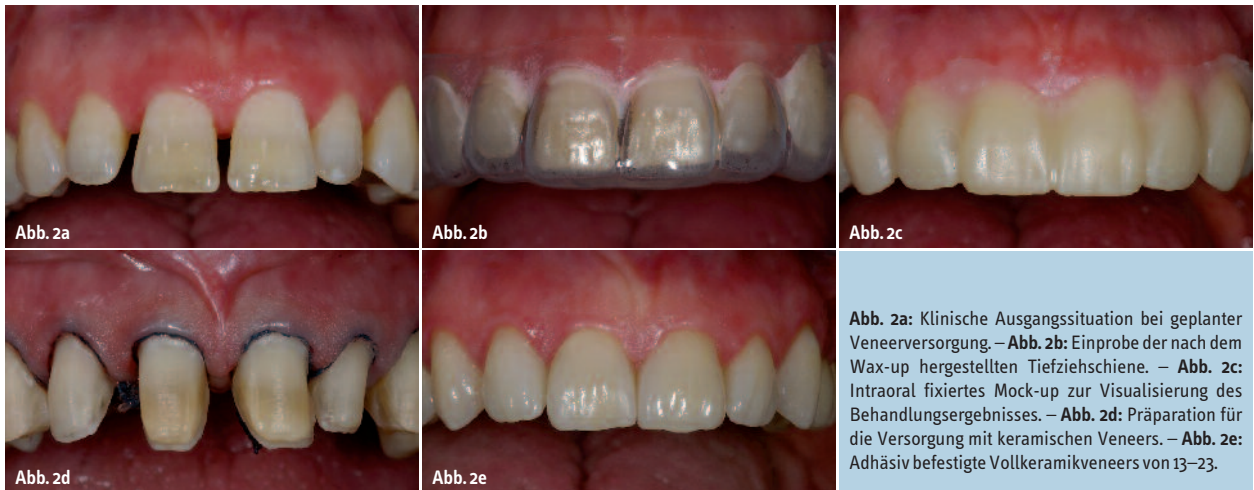 Abb. 2a
Abb. 2b
Abb. 2c
Abb. 2d
Abb. 2e
Abb. 2a: Klinische Ausgangssituation bei geplanter
Veneerversorgung. – Abb. 2b: Einprobe der nach dem
Wax-up hergestellten Tiefziehschiene. – Abb. 2c:
Intraoral fixiertes Mock-up zur Visualisierung des
Behandlungsergebnisses. – Abb. 2d: Präparation für
die Versorgung mit keramischen Veneers. – Abb. 2e:
Adhäsiv befestigte Vollkeramikveneers von 13–23.